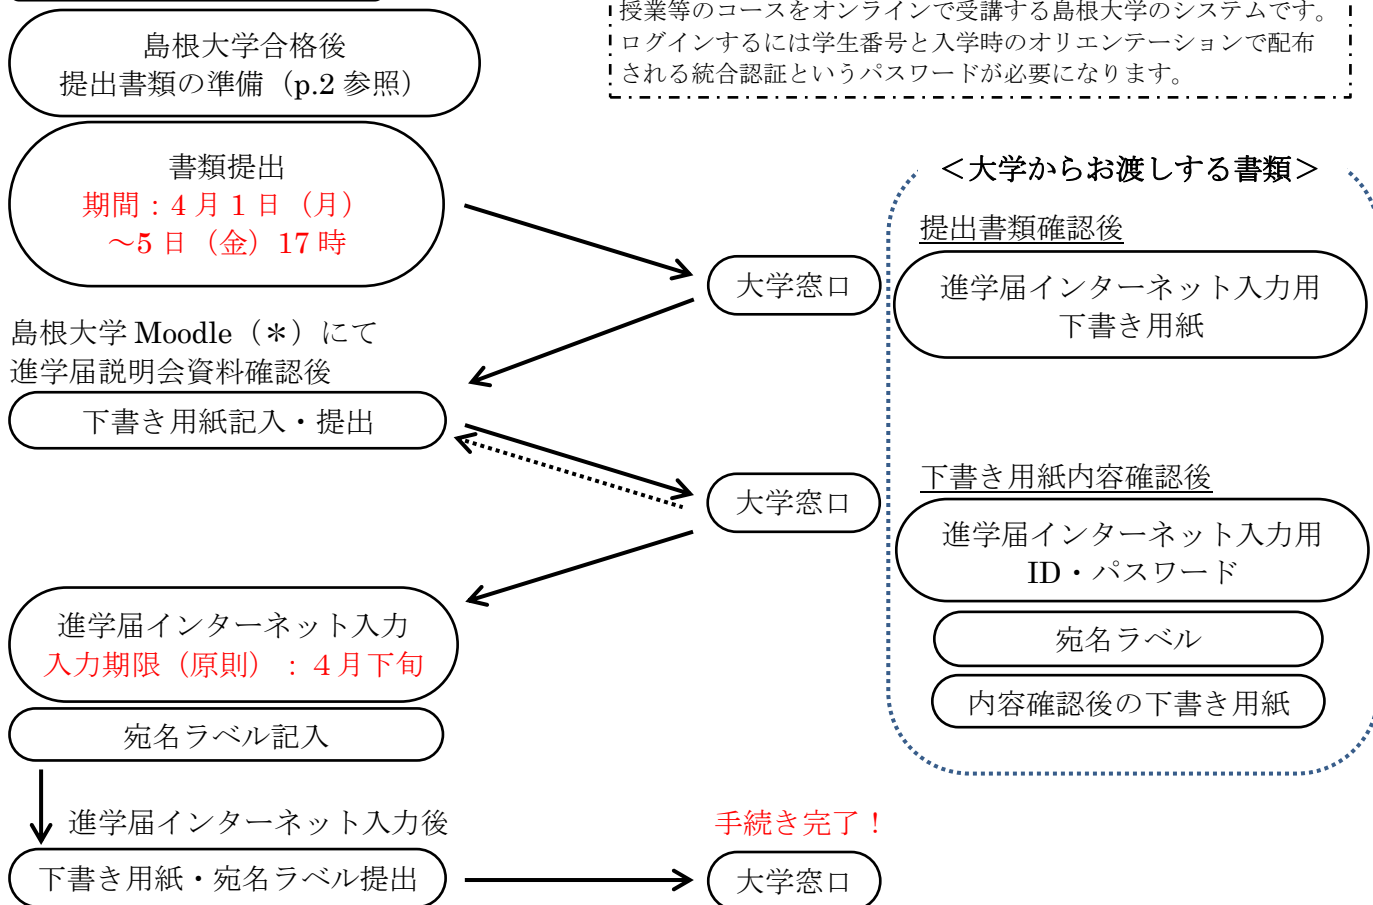 授業等のコースをオンラインで受講する島根大学のシステムです。
ログインするには学生番号と入学時のオリエンテーションで配布
される統合認証というパスワードが必要になります。
島根大学合格後
提出書類の準備（p.2 参照）
書類提出
期間：4 月 1 日（月）
～5 日（金）17 時
大学窓口
島根大学 Moodle（＊）にて
進学届説明会資料確認後
下書き用紙記入・提出
大学窓口
進学届インターネット入力
入力期限（原則）：４月下旬
宛名ラベル記入
進学届インターネット入力後
下書き用紙・宛名ラベル提出
手続き完了！
大学窓口
＜大学からお渡しする書類＞
提出書類確認後
進学届インターネット入力用
下書き用紙
下書き用紙内容確認後
進学届インターネット入力用
ID・パスワード
宛名ラベル
内容確認後の下書き用紙